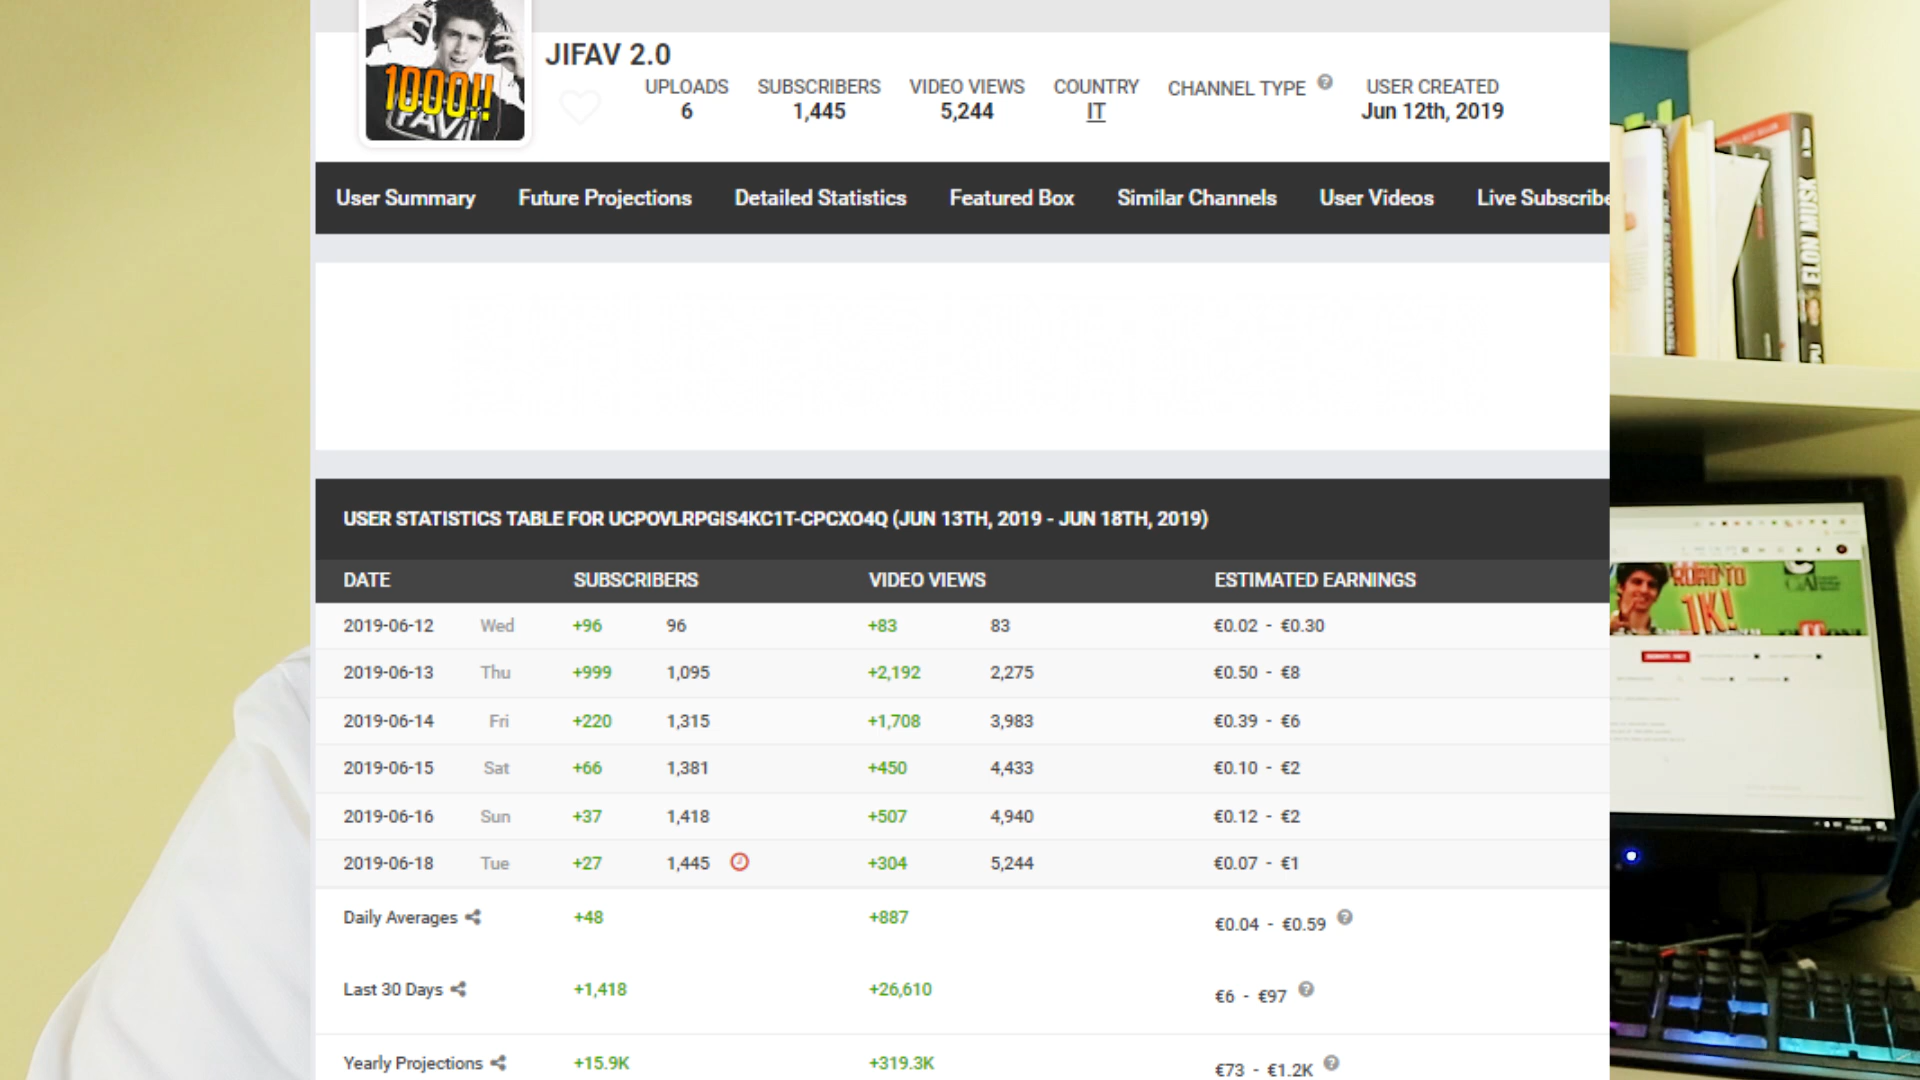 1000!!
FAVIJ
JIFAV 2.0
UPLOADS SUBSCRIBERS VIDEO VIEWS COUNTRY CHANNEL TYPE USER CREATED
6 1,445 5,244 IT Jun 12th, 2019
User Summary Future Projections Detailed Statistics Featured Box Similar Channels User Videos Live Subscribe
USER STATISTICS TABLE FOR UCPOVLRPGIS4KC1T-CPCXO4Q (JUN 13TH, 2019 - JUN 18TH, 2019)
DATE SUBSCRIBERS VIDEO VIEWS ESTIMATED EARNINGS
2019-06-12 Wed +96 96 +83 83 €0.02 - €0.30
2019-06-13 Thu +999 1,095 +2,192 2,275 €0.50 - €8
2019-06-14 Fri +220 1,315 +1,708 3,983 €0.39 - €6
2019-06-15 Sat +66 1,381 +450 4,433 €0.10 - €2
2019-06-16 Sun +37 1,418 +507 4,940 €0.12 - €2
2019-06-18 Tue +27 1,445 +304 5,244 €0.07 - €1
Daily Averages +48 +887 €0.04 - €0.59
Last 30 Days +1,418 +26,610 €6 - €97
Yearly Projections +15.9K +319.3K €73 - €1.2K
ELON MUSK
ROAD TO
1K!